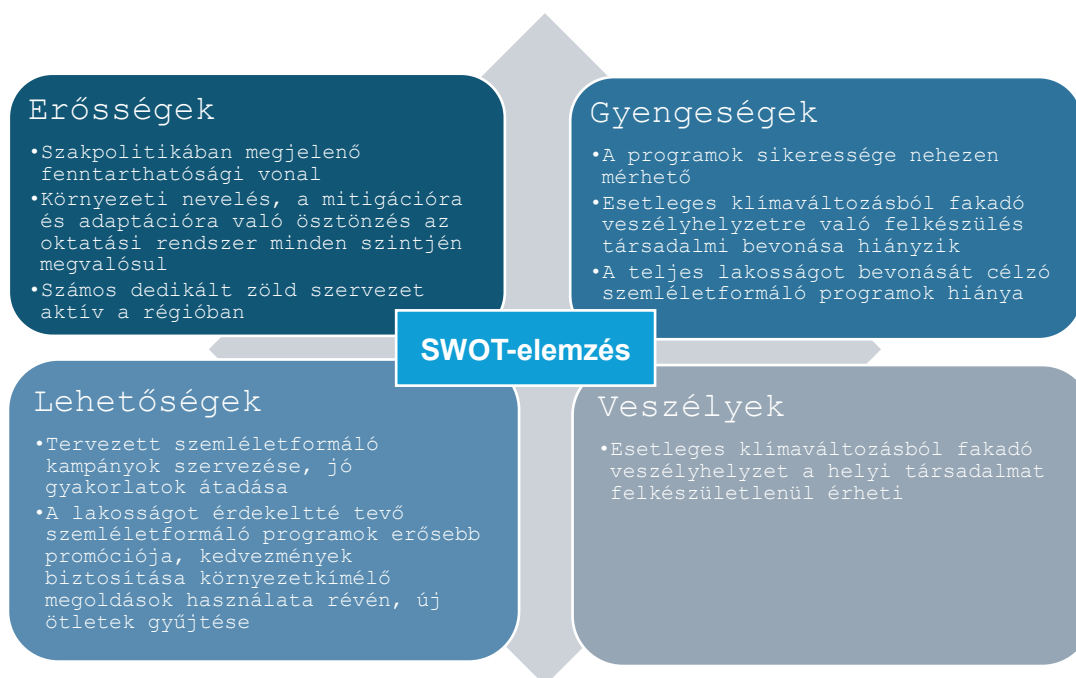 Erősségek
•Szakpolitikában megjelenő
fenntarthatósági vonal
•Környezeti nevelés, a mitigációra
és adaptációra való ösztönzés az
oktatási rendszer minden szintjén
megvalósul
•Számos dedikált zöld szervezet
aktív a régióban
Gyengeségek
•A programok sikeressége nehezen
mérhető
•Esetleges klímaváltozásból fakadó
veszélyhelyzetre való felkészülés
társadalmi bevonása hiányzik
•A teljes lakosságot bevonását célzó
szemléletformáló programok hiánya
SWOT-elemzés
Lehetőségek
•Tervezett szemléletformáló
kampányok szervezése, jó
gyakorlatok átadása
•A lakosságot érdekeltté tevő
szemléletformáló programok erősebb
promóciója, kedvezmények
biztosítása környezetkímélő
megoldások használata révén, új
ötletek gyűjtése
Veszélyek
•Esetleges klímaváltozásból fakadó
veszélyhelyzet a helyi társadalmat
felkészületlenül érheti